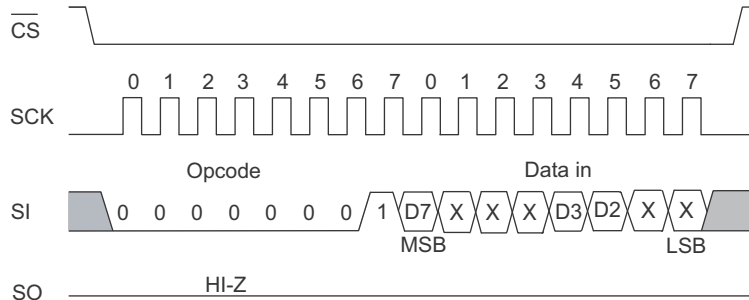 CS
0 1 2 3 4 5 6 7 0 1 2 3 4 5 6 7
SCK
Opcode Data in
SI 0 0 0 0 0 0 0 1 D7 X X X D3 D2 X X
MSB LSB
HI-Z
SO